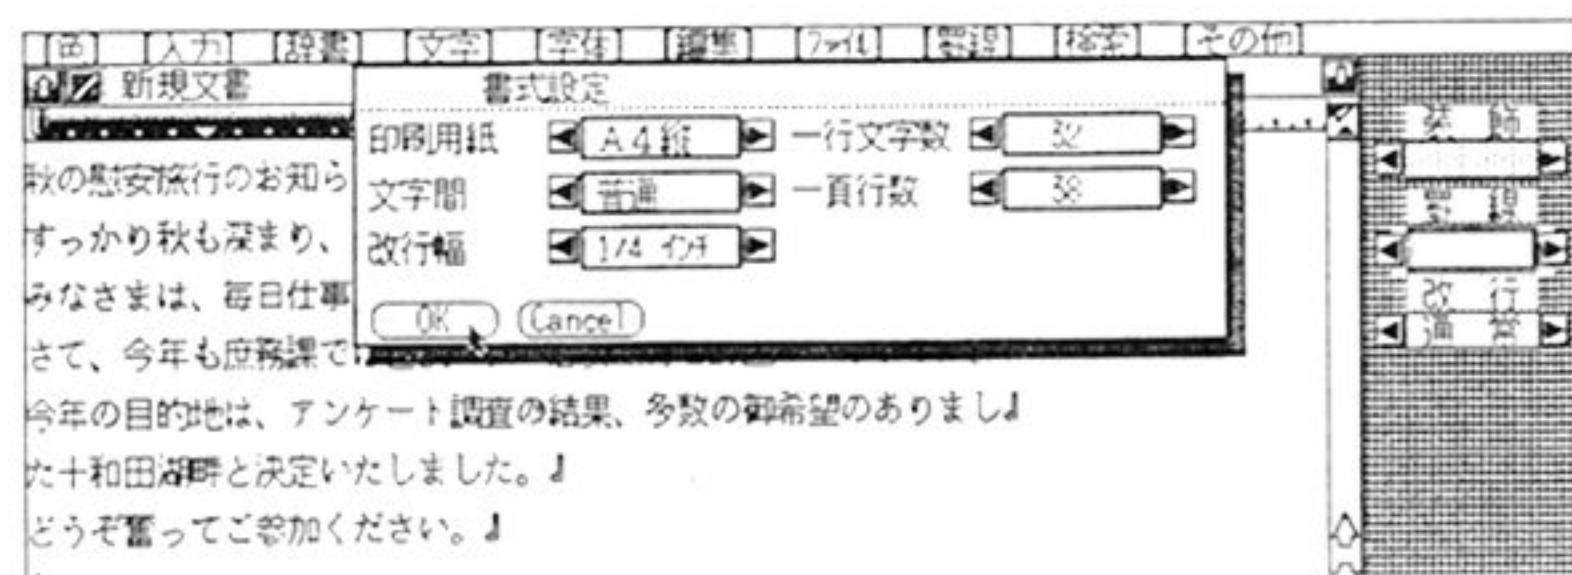 色 入力 辞書 文字 字体 編集 ファイル 罫線 検索 その他
新規文書
書式設定
印刷用紙 A4縦 一行文字数 32
文字間 普通 一頁行数 38
改行幅 1/4 インチ
OK Cancel
秋の慰安旅行のお知ら
すっかり秋も深まり、
みなさまは、毎日仕事
さて、今年も庶務課で
今年の目的地は、アンケート調査の結果、多数の御希望のありまし
た十和田湖畔と決定いたしました。
どうぞ奮ってご参加ください。
装 飾
罫 線
改 行
通 常